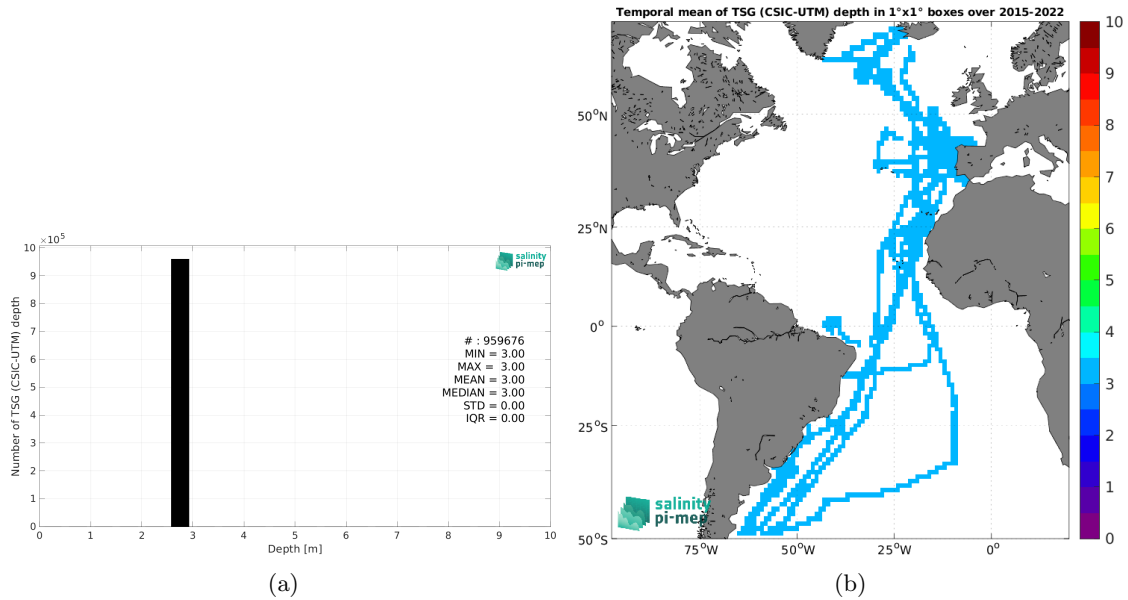 ×10⁵
10
9
8
7
6
5
4
3
2
1
0
Number of TSG (CSIC-UTM) depth
0 1 2 3 4 5 6 7 8 9 10
Depth [m]
salinity
pi-mep
# : 959676
MIN = 3.00
MAX = 3.00
MEAN = 3.00
MEDIAN = 3.00
STD = 0.00
IQR = 0.00
(a)
Temporal mean of TSG (CSIC-UTM) depth in 1°x1° boxes over 2015-2022
50°N
25°N
0°
25°S
50°S
75°W 50°W 25°W 0°
salinity
pi-mep
10
9
8
7
6
5
4
3
2
1
0
(b)